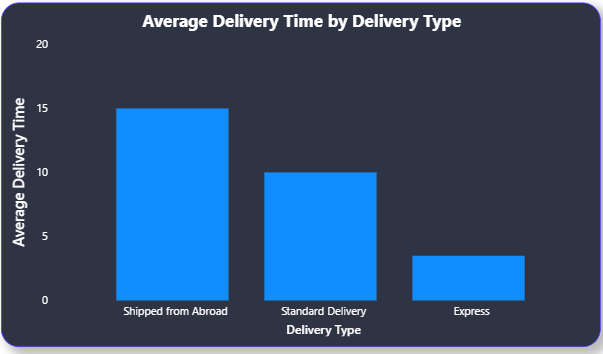 Average Delivery Time by Delivery Type
Average Delivery Time
20
15
10
5
0
Shipped from Abroad
Standard Delivery
Express
Delivery Type